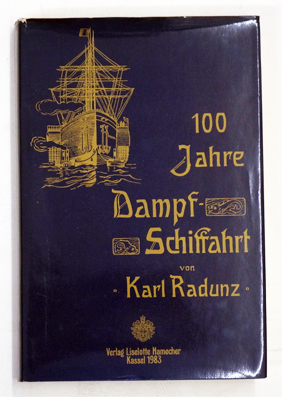 100
Jahre
Dampf-
Schiffahrt
von
Karl Radunz
Verlag Liselotte Hamecher
Kassel 1983